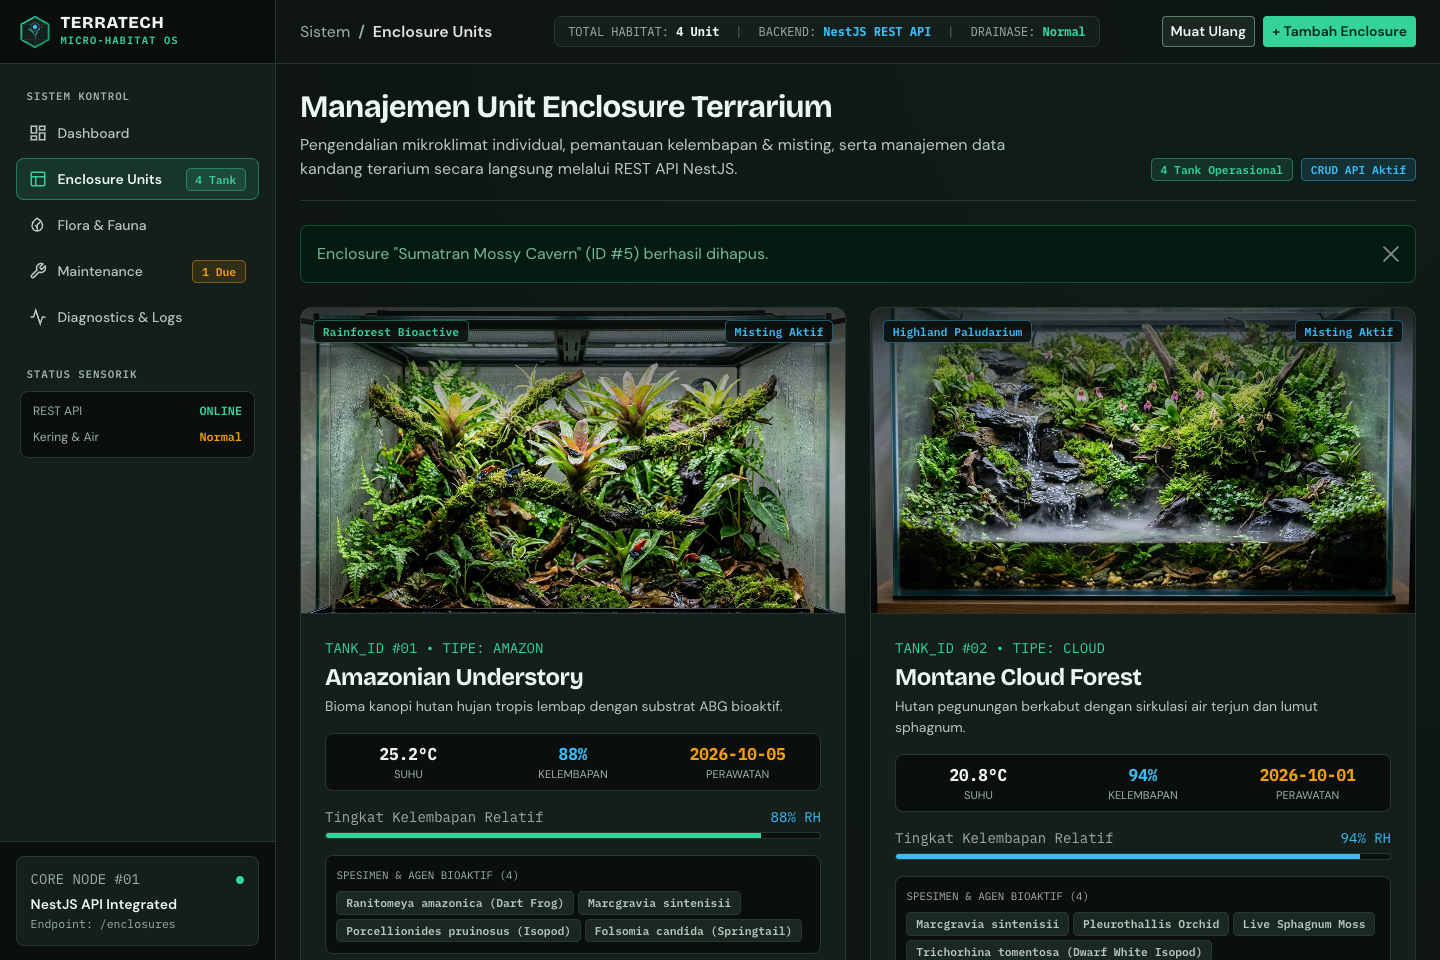 TERRATECH
MICRO-HABITAT OS
SISTEM KONTROL
Dashboard
Enclosure Units
4 Tank
Flora & Fauna
Maintenance
1 Due
Diagnostics & Logs
STATUS SENSORIK
REST API ONLINE
Kering & Air Normal
CORE NODE #01
NestJS API Integrated
Endpoint: /enclosures
Sistem / Enclosure Units
TOTAL HABITAT: 4 Unit | BACKEND: NestJS REST API | DRAINASE: Normal
Muat Ulang
+ Tambah Enclosure
Manajemen Unit Enclosure Terrarium
Pengendalian mikroklimat individual, pemantauan kelembapan & misting, serta manajemen data
kandang terarium secara langsung melalui REST API NestJS.
4 Tank Operasional
CRUD API Aktif
Enclosure "Sumatran Mossy Cavern" (ID #5) berhasil dihapus.
Rainforest Bioactive
Misting Aktif
TANK_ID #01 • TIPE: AMAZON
Amazonian Understory
Bioma kanopi hutan hujan tropis lembap dengan substrat ABG bioaktif.
25.2°C 88% 2026-10-05
SUHU KELEMBAPAN PERAWATAN
Tingkat Kelembapan Relatif 88% RH
SPESIMEN & AGEN BIOAKTIF (4)
Ranitomeya amazonica (Dart Frog) Marcgravia sintenisii
Porcellionides pruinosus (Isopod) Folsomia candida (Springtail)
Highland Paludarium
Misting Aktif
TANK_ID #02 • TIPE: CLOUD
Montane Cloud Forest
Hutan pegunungan berkabut dengan sirkulasi air terjun dan lumut
sphagnum.
20.8°C 94% 2026-10-01
SUHU KELEMBAPAN PERAWATAN
Tingkat Kelembapan Relatif 94% RH
SPESIMEN & AGEN BIOAKTIF (4)
Marcgravia sintenisii Pleurothallis Orchid Live Sphagnum Moss
Trichorhina tomentosa (Dwarf White Isopod)